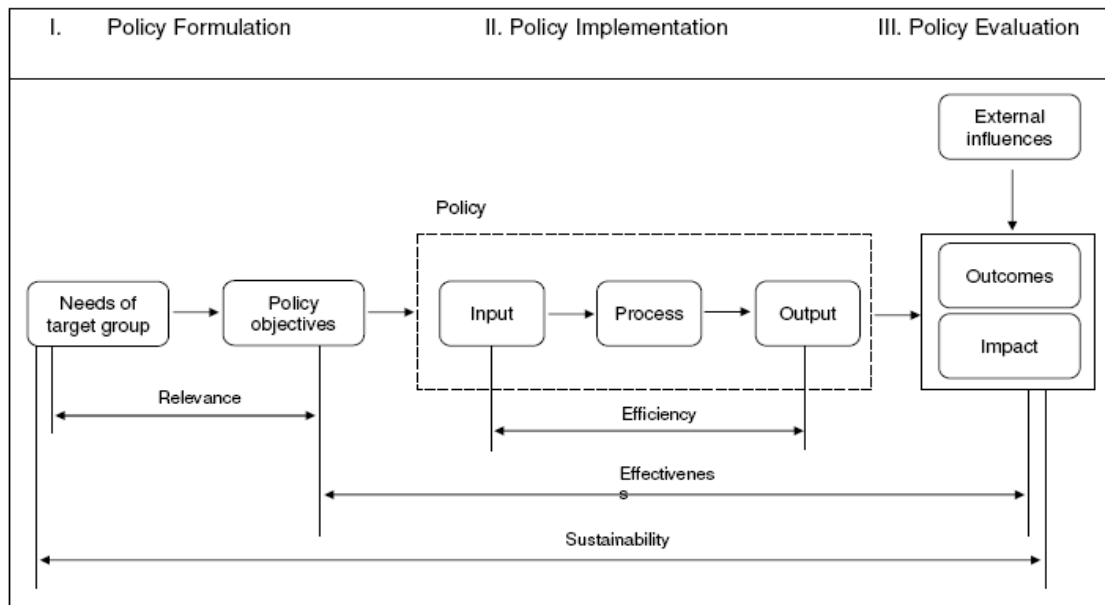 I. Policy Formulation
II. Policy Implementation
III. Policy Evaluation
External
influences
Policy
Needs of
target group
Policy
objectives
Input
Process
Output
Outcomes
Impact
Relevance
Efficiency
Effectivenes
s
Sustainability